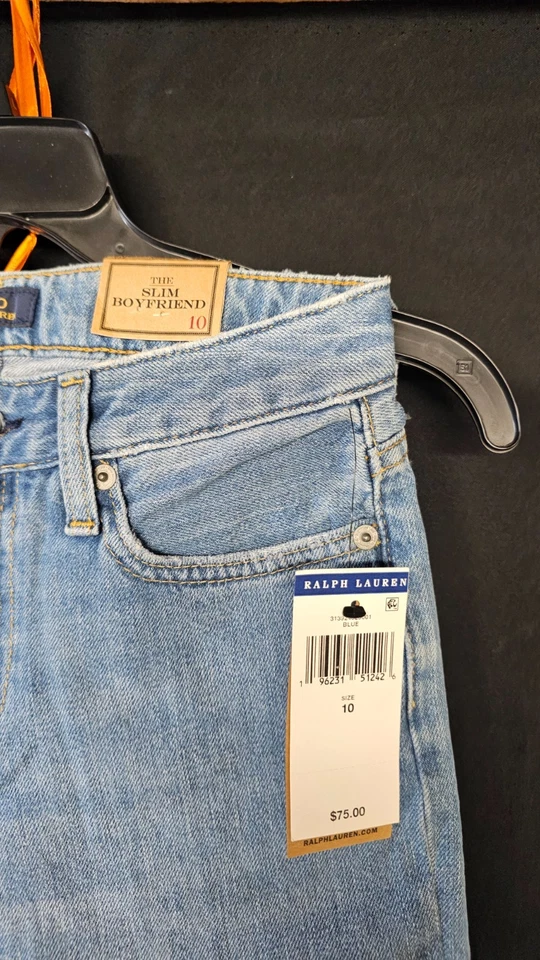 THE
SLIM
BOYFRIEND
10
RALPH LAUREN
BLUE
1 96231 51242 6
SIZE
10
$75.00
RALPHLAUREN.COM